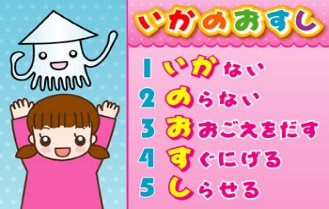 いかのおすし
1 いかない
2 のらない
3 おおごえをだす
4 すぐにげる
5 しらせる